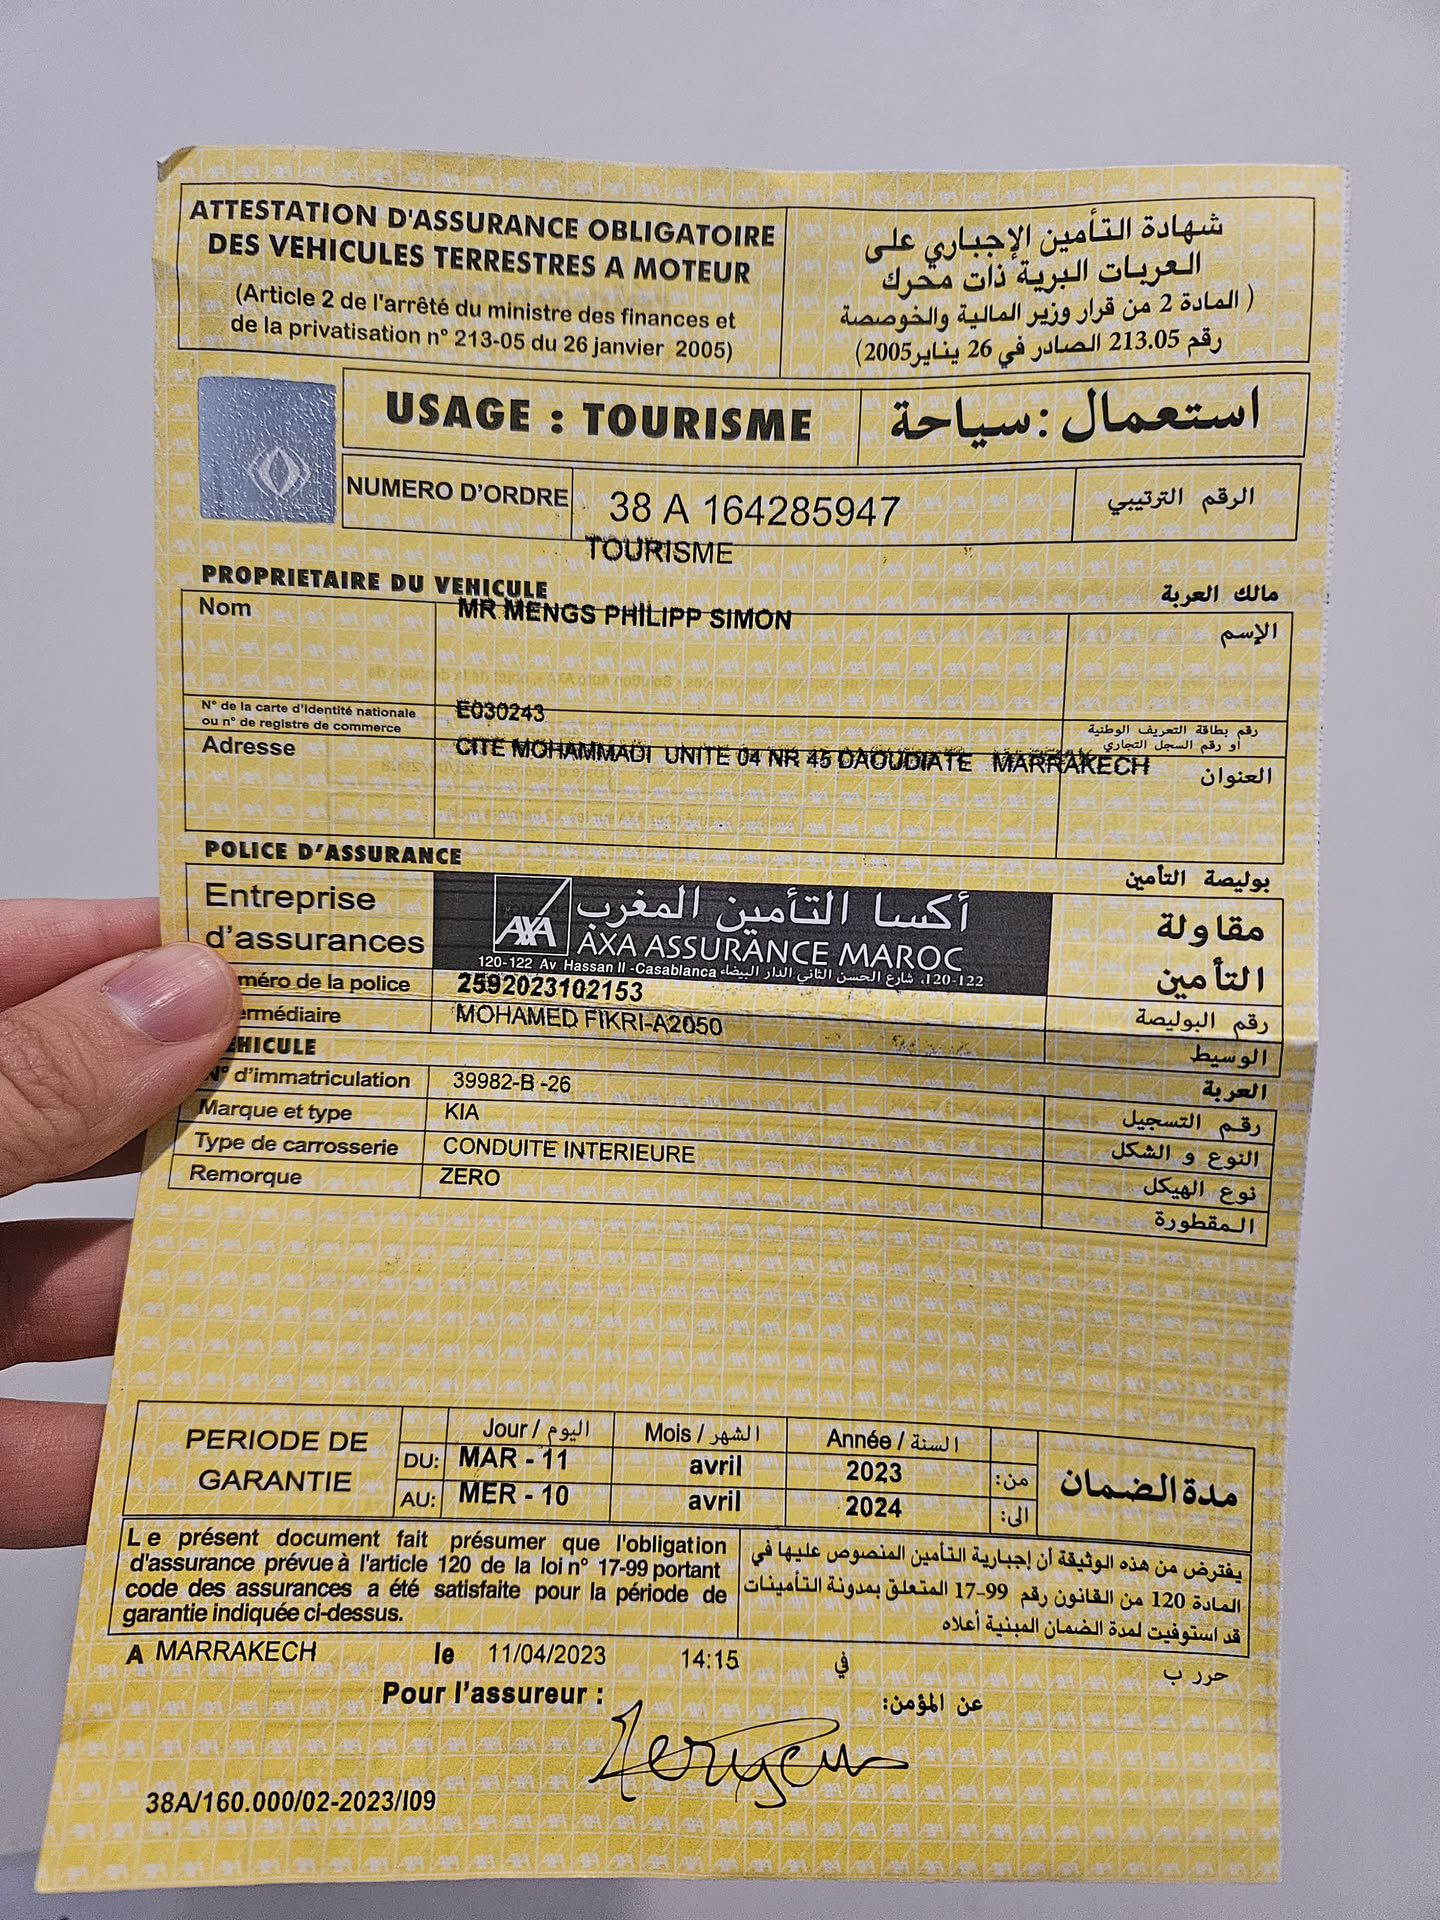 ATTESTATION D'ASSURANCE OBLIGATOIRE
DES VEHICULES TERRESTRES A MOTEUR
(Article 2 de l'arrêté du ministre des finances et
de la privatisation n° 213-05 du 26 janvier 2005)
شهادة التأمين الإجباري على
العربات البرية ذات محرك
( المادة 2 من قرار وزير المالية والخوصصة
رقم 213.05 الصادر في 26 يناير2005)
USAGE : TOURISME
استعمال : سياحة
NUMERO D'ORDRE
38 A 164285947
الرقم الترتيبي
TOURISME
PROPRIETAIRE DU VEHICULE
مالك العربة
Nom
MR MENGS PHILIPP SIMON
الإسم
N° de la carte d'identité nationale
ou n° de registre de commerce
E030243
رقم بطاقة التعريف الوطنية
أو رقم السجل التجاري
Adresse
CITE MOHAMMADI UNITE 04 NR 45 DAOUDIATE MARRAKECH
العنوان
POLICE D'ASSURANCE
بوليصة التأمين
Entreprise
d'assurances
AXA
أكسا التأمين المغرب
AXA ASSURANCE MAROC
120-122 Av Hassan II -Casablanca 120-122، شارع الحسن الثاني الدار البيضاء
مقاولة
التأمين
méro de la police
2592023102153
رقم البوليصة
ermédiaire
MOHAMED FIKRI-A2050
الوسيط
EHICULE
العربة
N° d'immatriculation
39982-B -26
رقم التسجيل
Marque et type
KIA
النوع و الشكل
Type de carrosserie
CONDUITE INTERIEURE
نوع الهيكل
Remorque
ZERO
المقطورة
PERIODE DE
GARANTIE
Jour / اليوم
Mois / الشهر
Année / السنة
DU: MAR - 11 avril 2023 من:
AU: MER - 10 avril 2024 الى:
مدة الضمان
Le présent document fait présumer que l'obligation
d'assurance prévue à l'article 120 de la loi n° 17-99 portant
code des assurances a été satisfaite pour la période de
garantie indiquée ci-dessus.
يفترض من هذه الوثيقة أن إجبارية التأمين المنصوص عليها في
المادة 120 من القانون رقم 99-17 المتعلق بمدونة التأمينات
قد استوفيت لمدة الضمان المبنية أعلاه
A MARRAKECH le 11/04/2023 14:15 في حرر ب
Pour l'assureur :
عن المؤمن:
38A/160.000/02-2023/I09